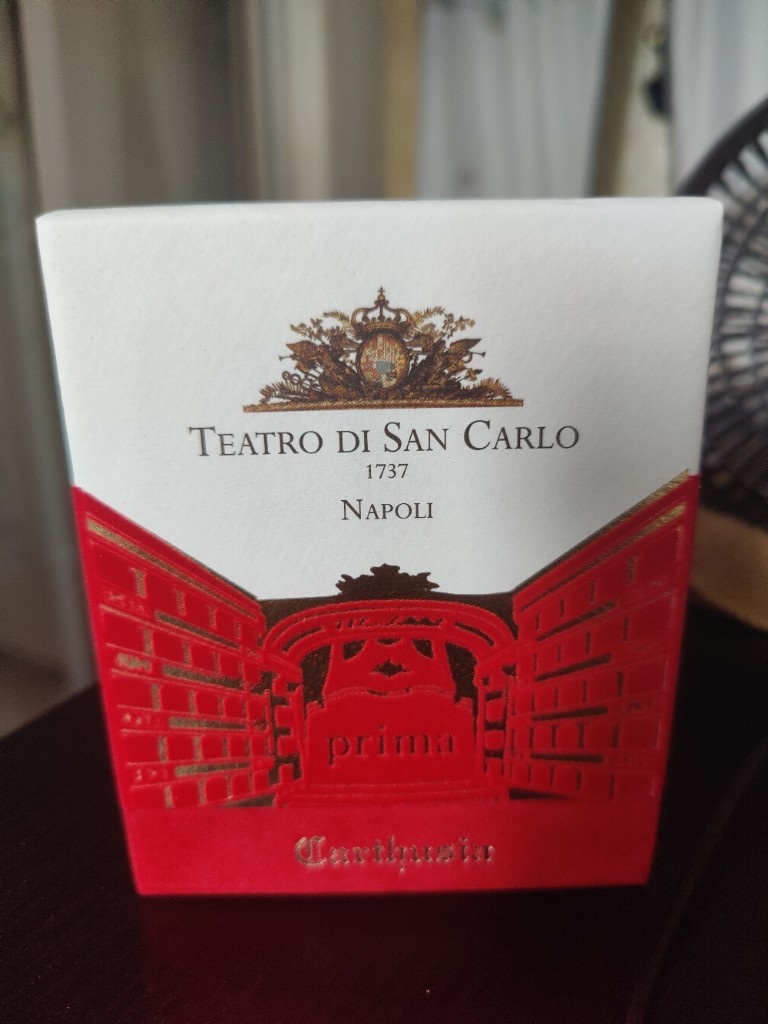 TEATRO DI SAN CARLO
1737
NAPOLI
prima
Carthusia